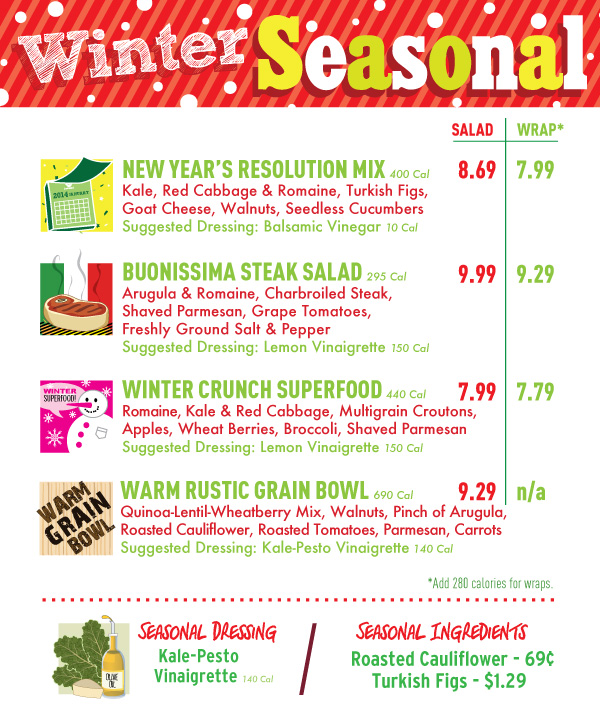 Winter Seasonal
SALAD WRAP*
2014 JANUARY
NEW YEAR'S RESOLUTION MIX 400 Cal 8.69 7.99
Kale, Red Cabbage & Romaine, Turkish Figs,
Goat Cheese, Walnuts, Seedless Cucumbers
Suggested Dressing: Balsamic Vinegar 10 Cal
BUONISSIMA STEAK SALAD 295 Cal 9.99 9.29
Arugula & Romaine, Charbroiled Steak,
Shaved Parmesan, Grape Tomatoes,
Freshly Ground Salt & Pepper
Suggested Dressing: Lemon Vinaigrette 150 Cal
WINTER
SUPERFOOD!
WINTER CRUNCH SUPERFOOD 440 Cal 7.99 7.79
Romaine, Kale & Red Cabbage, Multigrain Croutons,
Apples, Wheat Berries, Broccoli, Shaved Parmesan
Suggested Dressing: Lemon Vinaigrette 150 Cal
WARM
GRAIN
BOWL
WARM RUSTIC GRAIN BOWL 690 Cal 9.29 n/a
Quinoa-Lentil-Wheatberry Mix, Walnuts, Pinch of Arugula,
Roasted Cauliflower, Roasted Tomatoes, Parmesan, Carrots
Suggested Dressing: Kale-Pesto Vinaigrette 140 Cal
*Add 280 calories for wraps.
OLIVE
OIL
SEASONAL DRESSING
Kale-Pesto
Vinaigrette 140 Cal
SEASONAL INGREDIENTS
Roasted Cauliflower - 69¢
Turkish Figs - $1.29